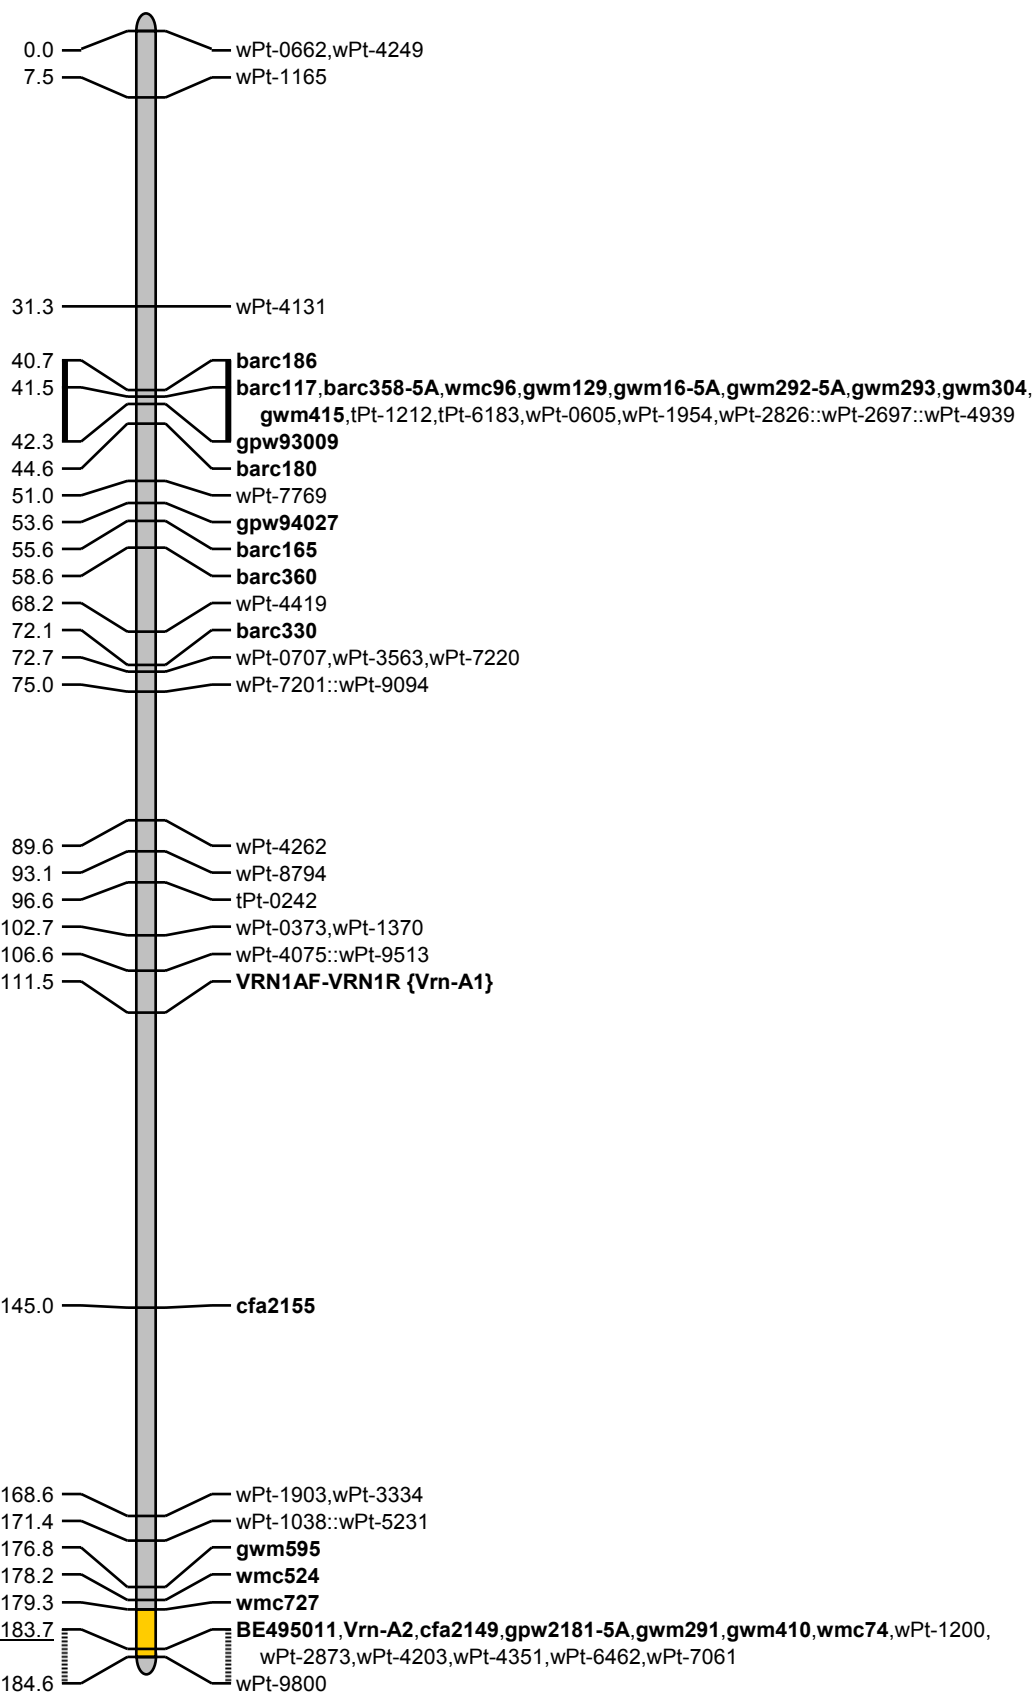 0.0 wPt-0662,wPt-4249
7.5 wPt-1165
31.3 wPt-4131
40.7 barc186
41.5 barc117,barc358-5A,wmc96,gwm129,gwm16-5A,gwm292-5A,gwm293,gwm304,
gwm415,tPt-1212,tPt-6183,wPt-0605,wPt-1954,wPt-2826::wPt-2697::wPt-4939
42.3 gpw93009
44.6 barc180
51.0 wPt-7769
53.6 gpw94027
55.6 barc165
58.6 barc360
68.2 wPt-4419
72.1 barc330
72.7 wPt-0707,wPt-3563,wPt-7220
75.0 wPt-7201::wPt-9094
89.6 wPt-4262
93.1 wPt-8794
96.6 tPt-0242
102.7 wPt-0373,wPt-1370
106.6 wPt-4075::wPt-9513
111.5 VRN1AF-VRN1R {Vrn-A1}
145.0 cfa2155
168.6 wPt-1903,wPt-3334
171.4 wPt-1038::wPt-5231
176.8 gwm595
178.2 wmc524
179.3 wmc727
183.7 BE495011,Vrn-A2,cfa2149,gpw2181-5A,gwm291,gwm410,wmc74,wPt-1200,
wPt-2873,wPt-4203,wPt-4351,wPt-6462,wPt-7061
184.6 wPt-9800